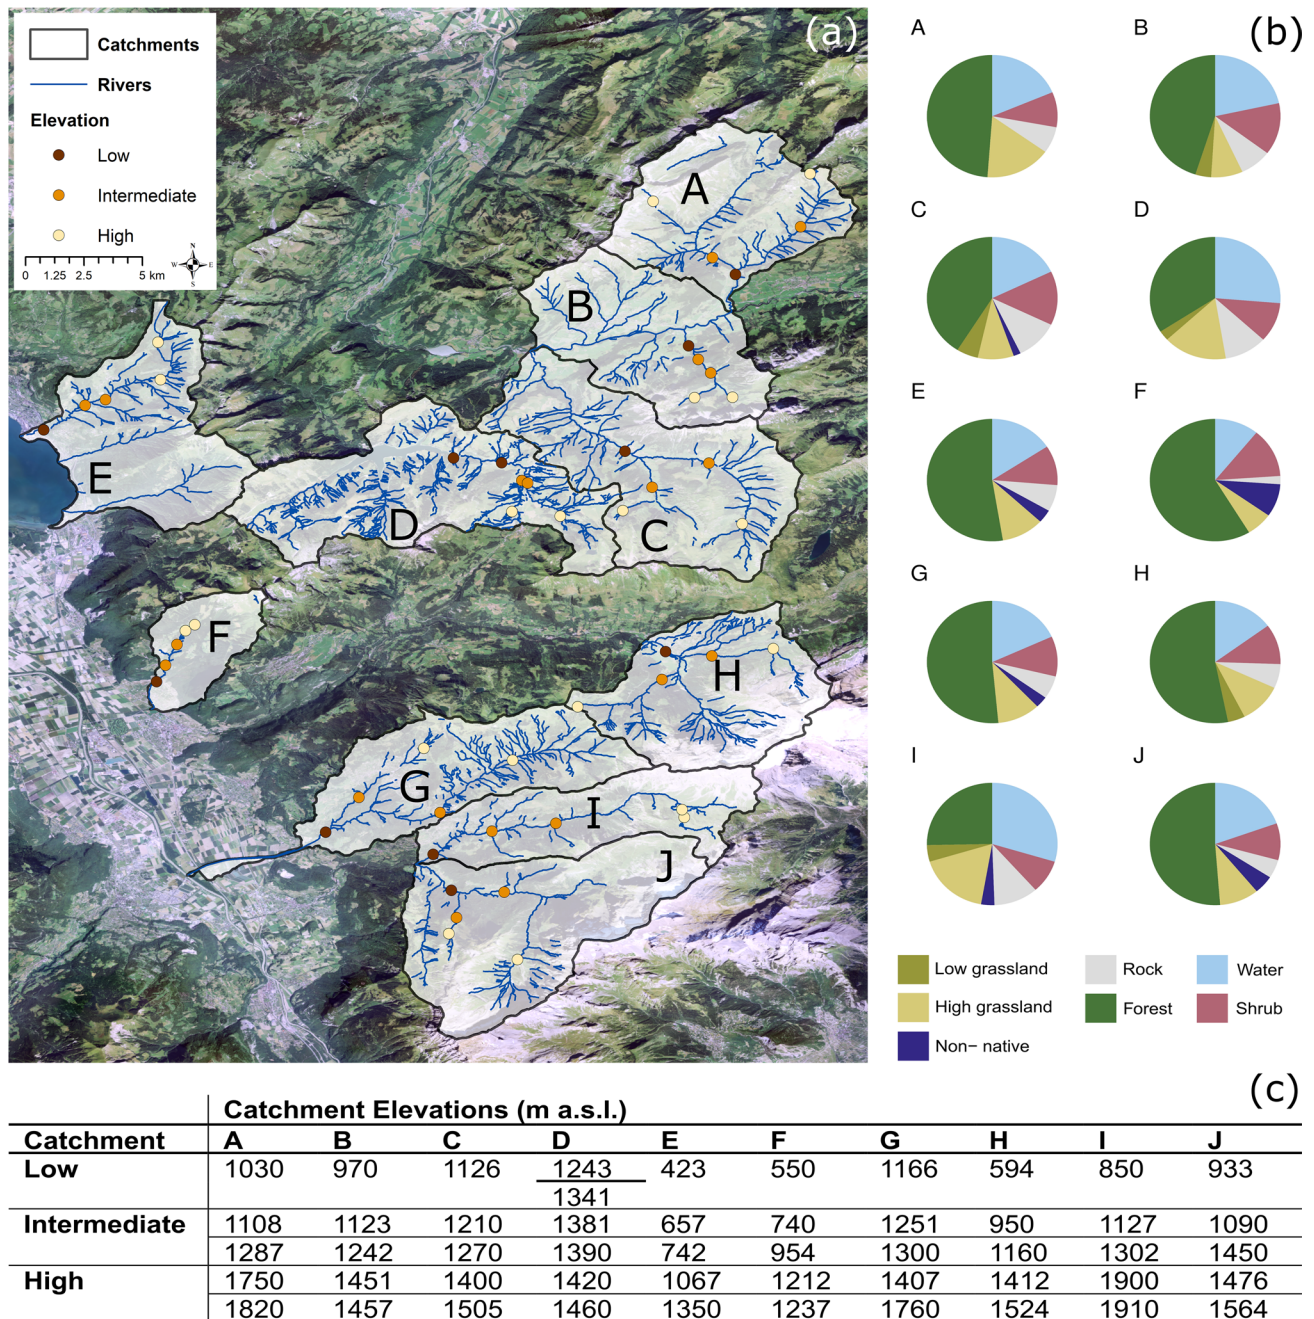 (a)
Catchments
Rivers
Elevation
Low
Intermediate
High
0 1.25 2.5 5 km
N
W E
S
A
B
C
D
E
F
G
H
I
J
(b)
A B
C D
E F
G H
I J
Low grassland Rock Water
High grassland Forest Shrub
Non- native
(c)
Catchment Elevations (m a.s.l.)
Catchment A B C D E F G H I J
Low 1030 970 1126 1243 423 550 1166 594 850 933
1341
Intermediate 1108 1123 1210 1381 657 740 1251 950 1127 1090
1287 1242 1270 1390 742 954 1300 1160 1302 1450
High 1750 1451 1400 1420 1067 1212 1407 1412 1900 1476
1820 1457 1505 1460 1350 1237 1760 1524 1910 1564